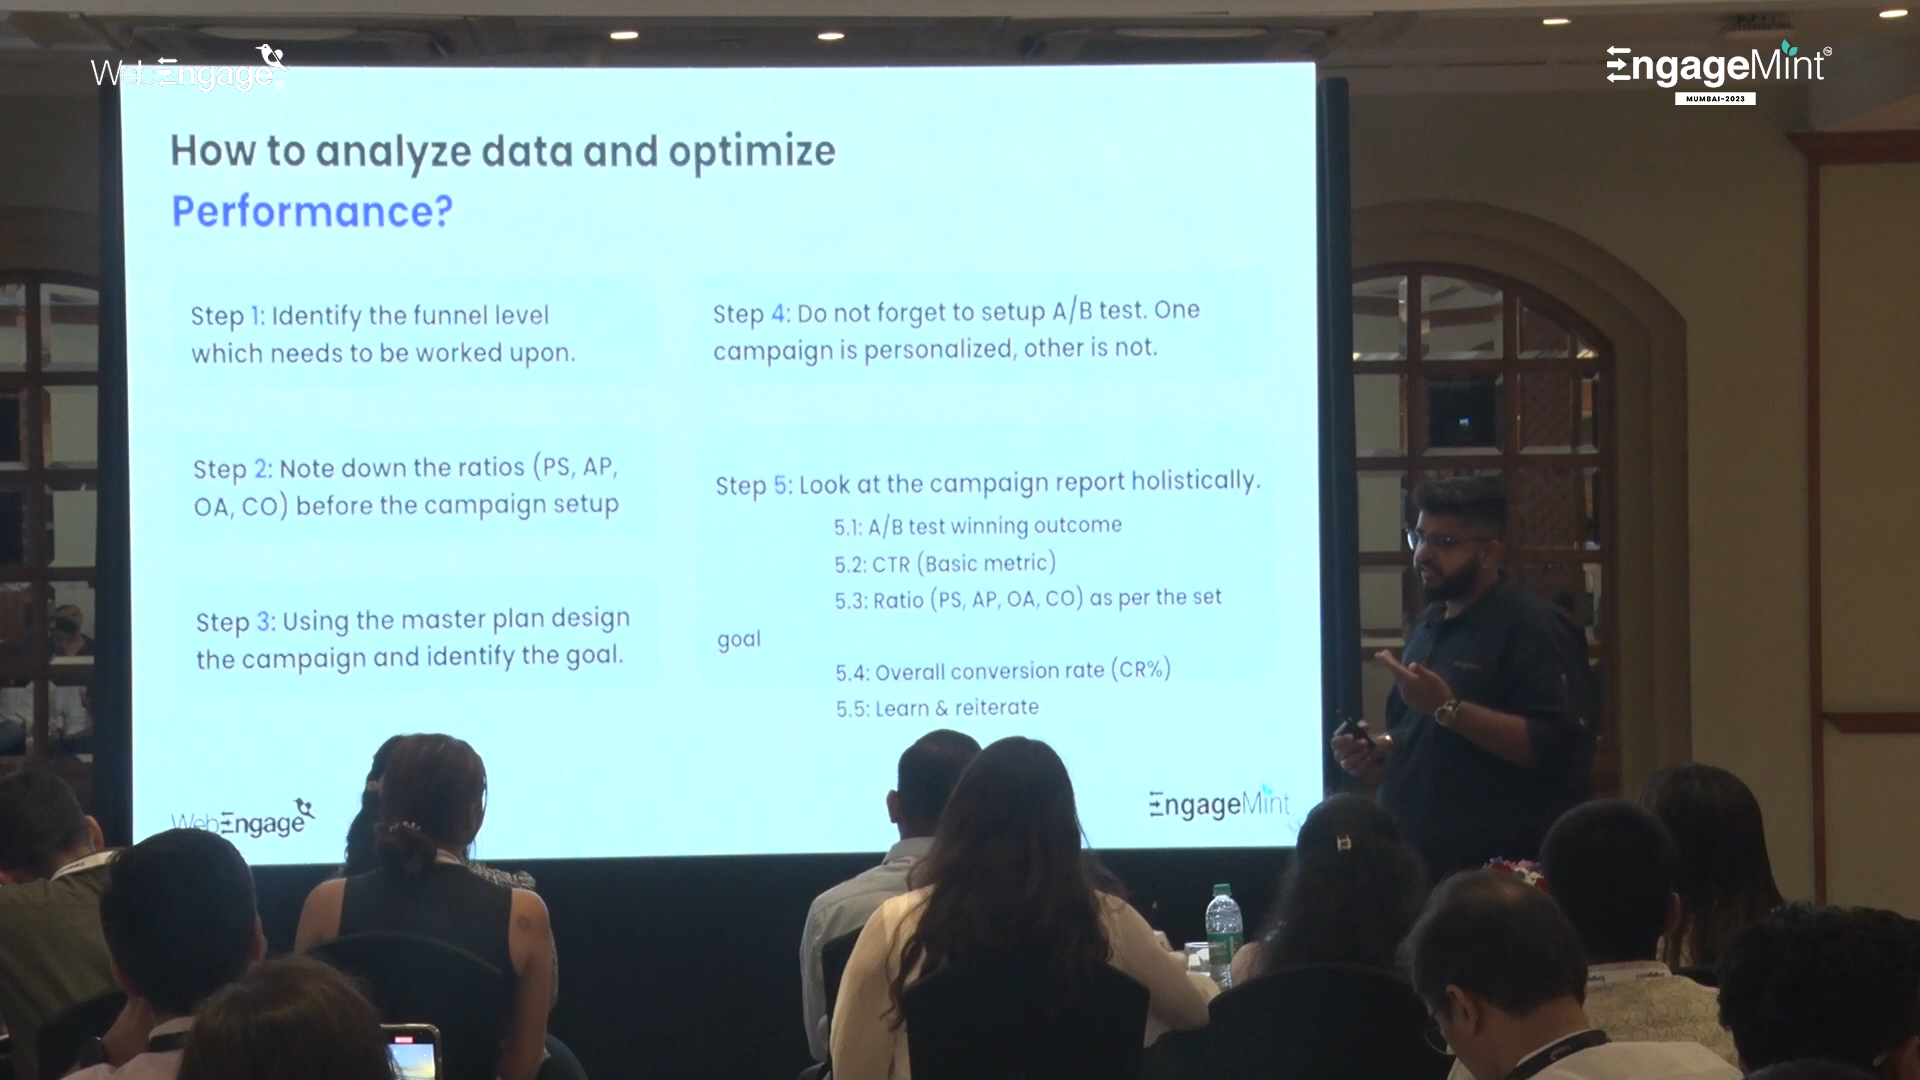 WebEngage
EngageMint
MUMBAI-2023
How to analyze data and optimize
Performance?
Step 1: Identify the funnel level
which needs to be worked upon.
Step 2: Note down the ratios (PS, AP,
OA, CO) before the campaign setup
Step 3: Using the master plan design
the campaign and identify the goal.
Step 4: Do not forget to setup A/B test. One
campaign is personalized, other is not.
Step 5: Look at the campaign report holistically.
5.1: A/B test winning outcome
5.2: CTR (Basic metric)
5.3: Ratio (PS, AP, OA, CO) as per the set
goal
5.4: Overall conversion rate (CR%)
5.5: Learn & reiterate
WebEngage
EngageMint